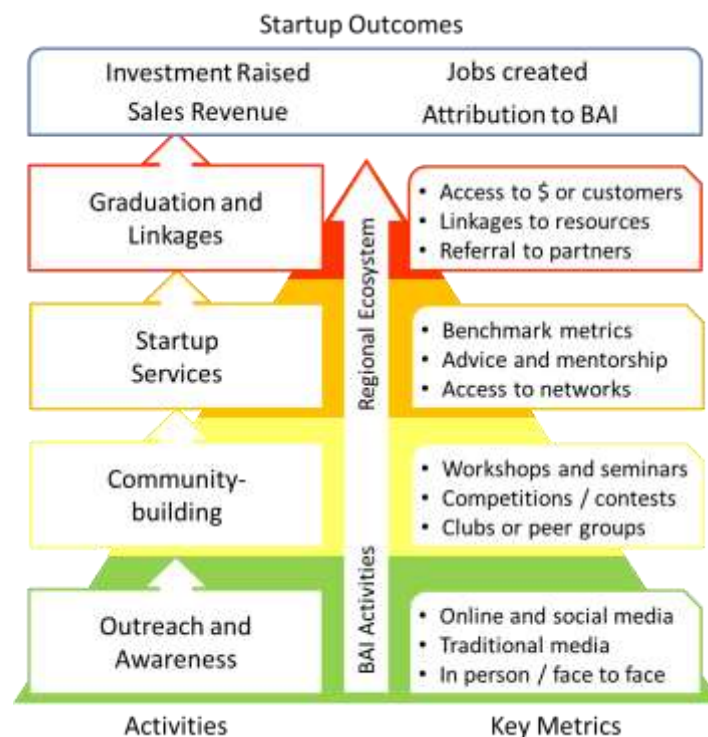 Startup Outcomes
Investment Raised
Sales Revenue
Jobs created
Attribution to BAI
Graduation and
Linkages
• Access to $ or customers
• Linkages to resources
• Referral to partners
Startup
Services
• Benchmark metrics
• Advice and mentorship
• Access to networks
Community-
building
• Workshops and seminars
• Competitions / contests
• Clubs or peer groups
Outreach and
Awareness
• Online and social media
• Traditional media
• In person / face to face
Regional Ecosystem
BAI Activities
Activities
Key Metrics